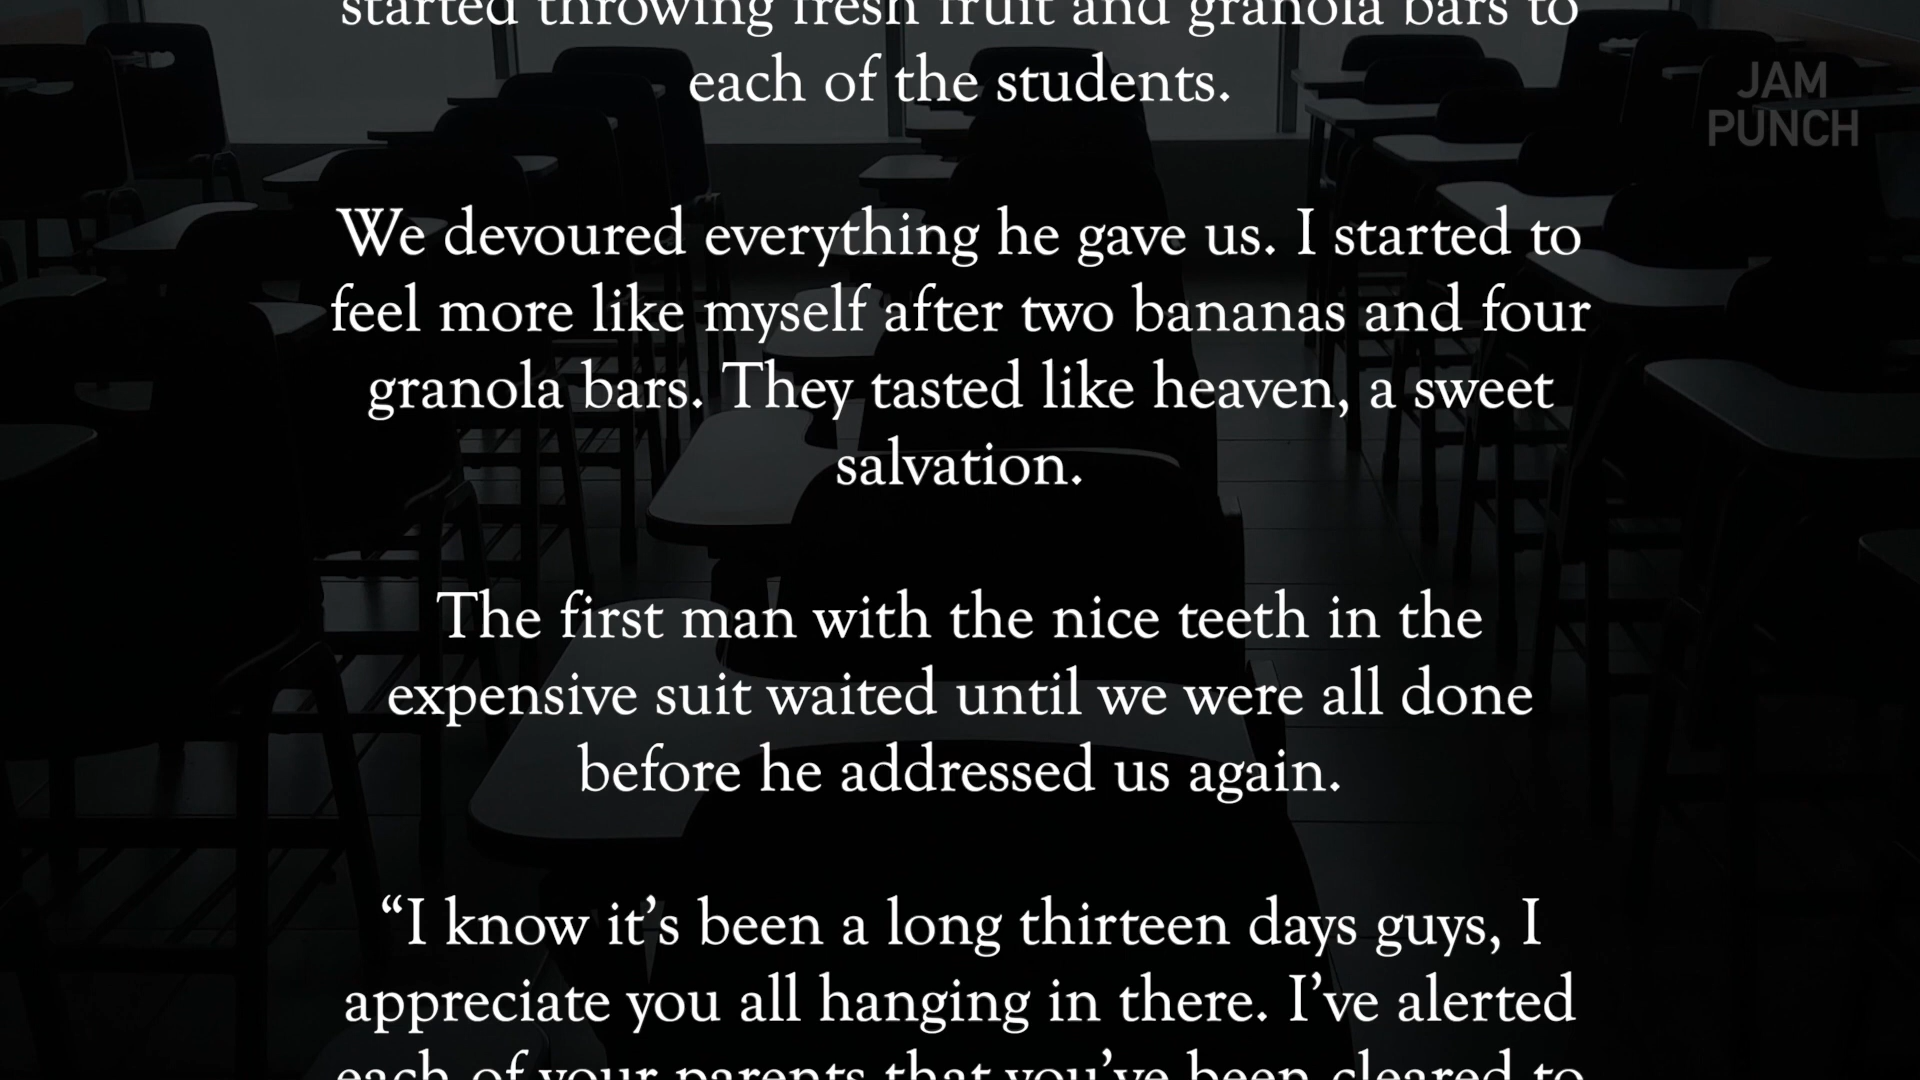 started throwing fresh fruit and granola bars to
each of the students.
JAM
PUNCH
We devoured everything he gave us. I started to
feel more like myself after two bananas and four
granola bars. They tasted like heaven, a sweet
salvation.
The first man with the nice teeth in the
expensive suit waited until we were all done
before he addressed us again.
“I know it’s been a long thirteen days guys, I
appreciate you all hanging in there. I’ve alerted
each of your parents that you’ve been cleared to